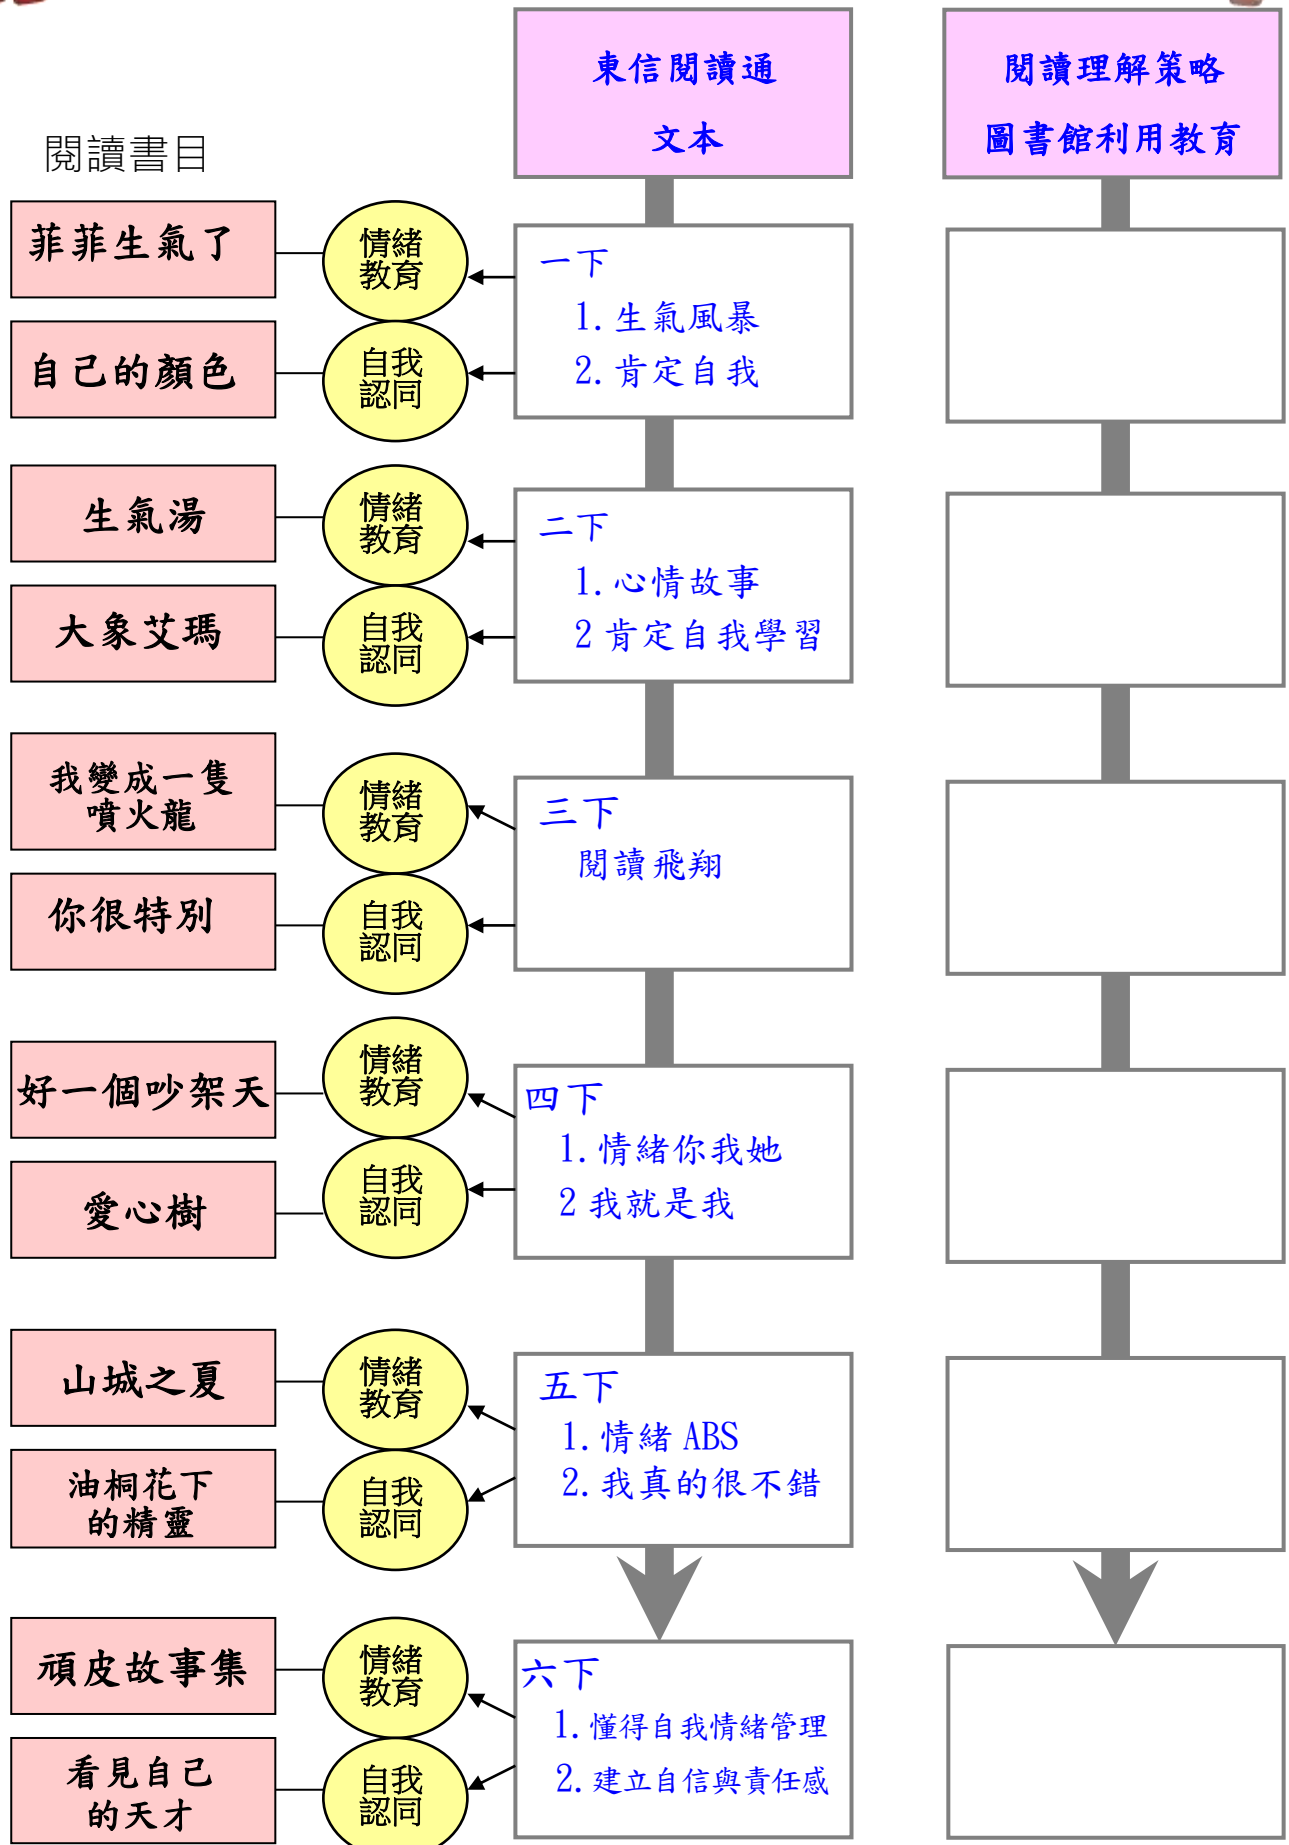 東信閱讀通
文本
閱讀理解策略
圖書館利用教育
閱讀書目
菲菲生氣了
情緒
教育
自己的顏色
自我
認同
一下
1.生氣風暴
2.肯定自我
生氣湯
情緒
教育
大象艾瑪
自我
認同
二下
1.心情故事
2 肯定自我學習
我變成一隻
噴火龍
情緒
教育
你很特別
自我
認同
三下
閱讀飛翔
好一個吵架天
情緒
教育
愛心樹
自我
認同
四下
1.情緒你我她
2 我就是我
山城之夏
情緒
教育
油桐花下
的精靈
自我
認同
五下
1.情緒 ABS
2.我真的很不錯
頑皮故事集
情緒
教育
看見自己
的天才
自我
認同
六下
1.懂得自我情緒管理
2.建立自信與責任感